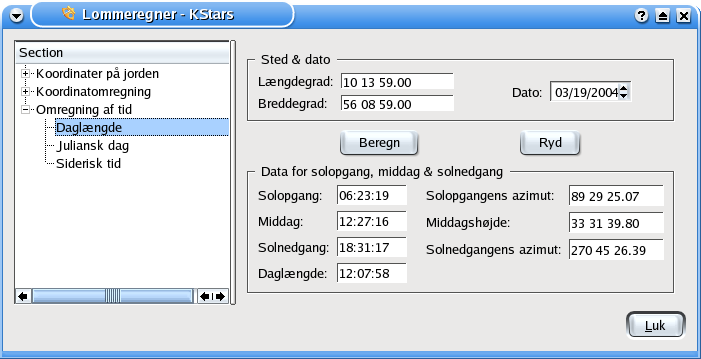 Lommeregner - KStars
Section
Koordinater på jorden
Koordinatomregning
Omregning af tid
Daglængde
Juliansk dag
Siderisk tid
Sted & dato
Længdegrad: 10 13 59.00
Breddegrad: 56 08 59.00
Dato: 03/19/2004
Beregn
Ryd
Data for solopgang, middag & solnedgang
Solopgang: 06:23:19 Solopgangens azimut: 89 29 25.07
Middag: 12:27:16 Middagshøjde: 33 31 39.80
Solnedgang: 18:31:17 Solnedgangens azimut: 270 45 26.39
Daglængde: 12:07:58
Luk